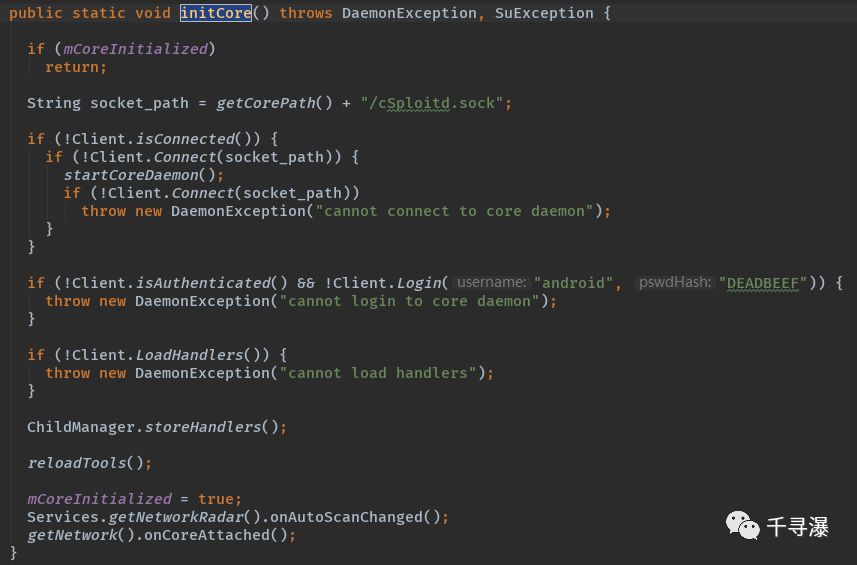 public static void initCore() throws DaemonException, SuException {
if (mCoreInitialized)
return;
String socket_path = getCorePath() + "/cSploitd.sock";
if (!Client.isConnected()) {
if (!Client.Connect(socket_path)) {
startCoreDaemon();
if (!Client.Connect(socket_path))
throw new DaemonException("cannot connect to core daemon");
}
}
if (!Client.isAuthenticated() && !Client.Login( username: "android", pswdHash: "DEADBEEF")) {
throw new DaemonException("cannot login to core daemon");
}
if (!Client.LoadHandlers()) {
throw new DaemonException("cannot load handlers");
}
ChildManager.storeHandlers();
reloadTools();
mCoreInitialized = true;
Services.getNetworkRadar().onAutoScanChanged();
getNetwork().onCoreAttached();
}
千寻瀑